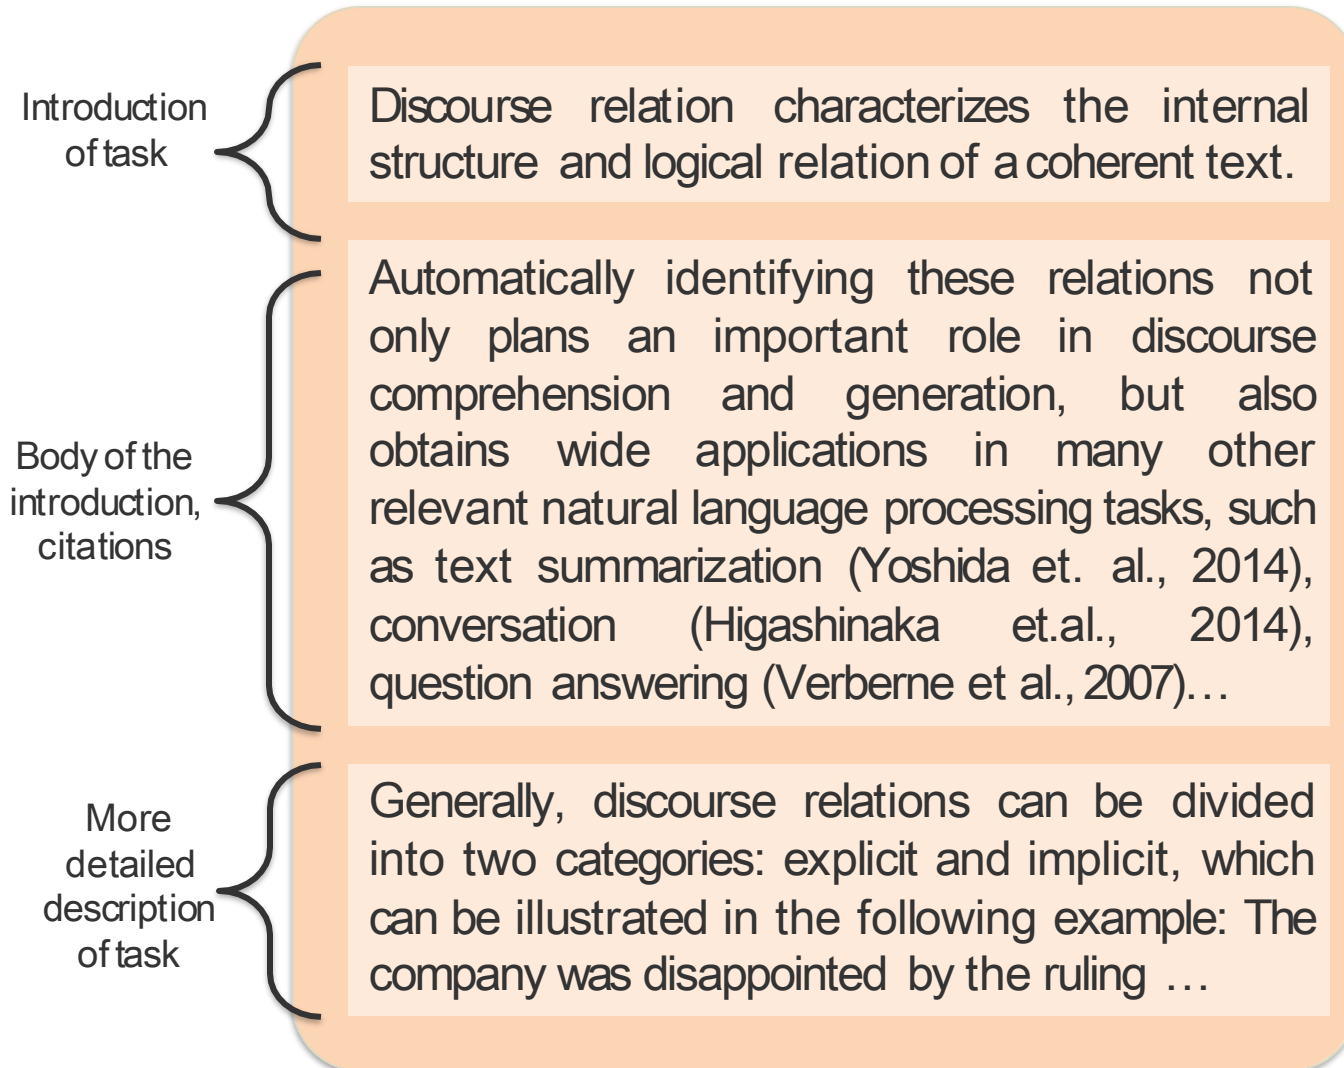 Introduction
of task
Discourse relation characterizes the internal
structure and logical relation of a coherent text.
Body of the
introduction,
citations
Automatically identifying these relations not
only plans an important role in discourse
comprehension and generation, but also
obtains wide applications in many other
relevant natural language processing tasks, such
as text summarization (Yoshida et. al., 2014),
conversation (Higashinaka et.al., 2014),
question answering (Verberne et al., 2007)…
More
detailed
description
of task
Generally, discourse relations can be divided
into two categories: explicit and implicit, which
can be illustrated in the following example: The
company was disappointed by the ruling …